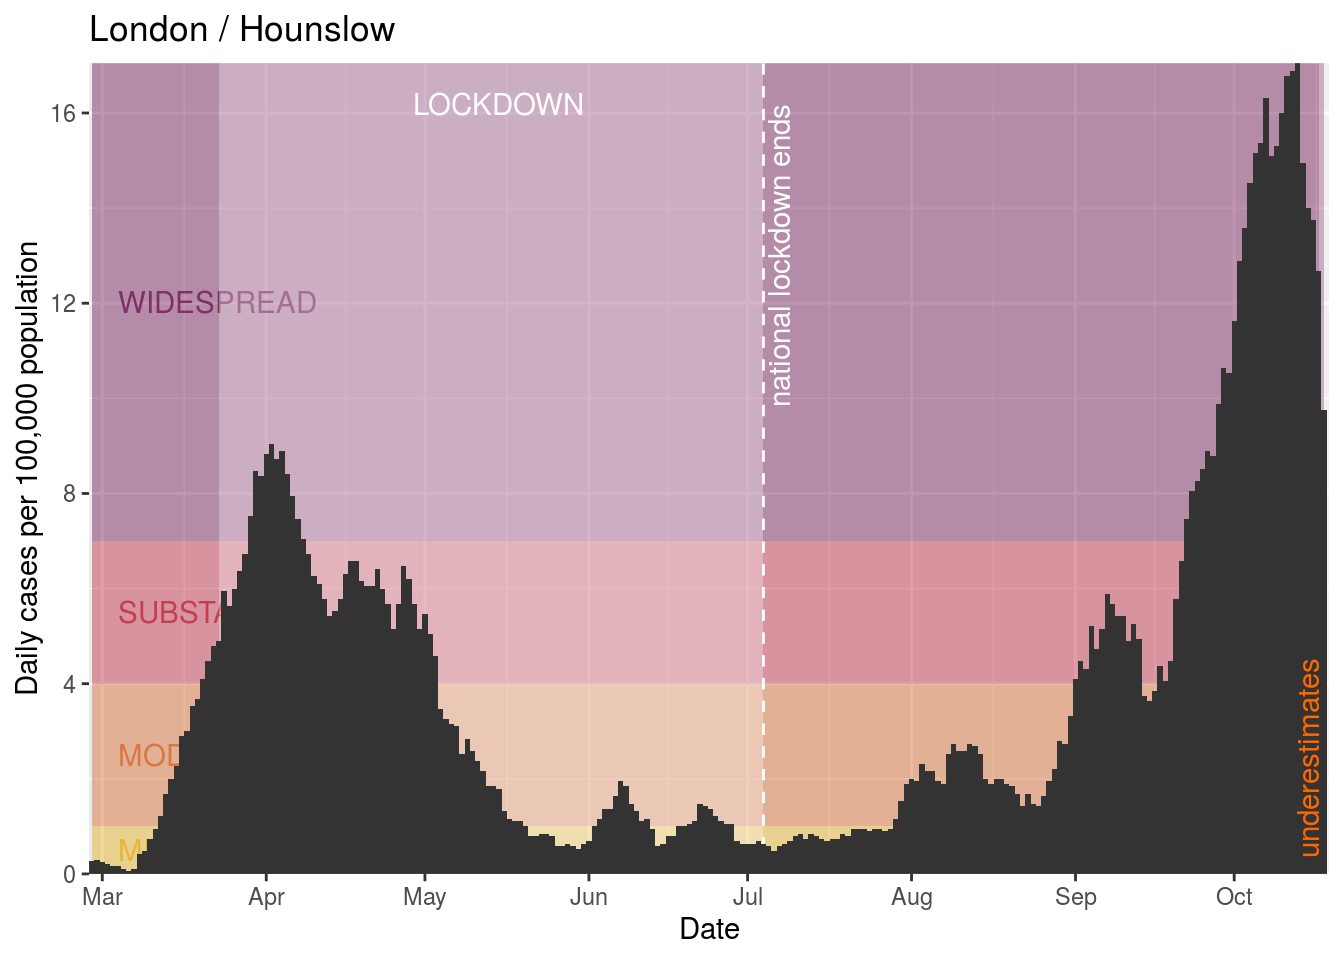 London / Hounslow
Daily cases per 100,000 population
16
12
8
4
0
LOCKDOWN
national lockdown ends
WIDESPREAD
SUBSTA
MOD
M
underestimates
Mar Apr May Jun Jul Aug Sep Oct
Date